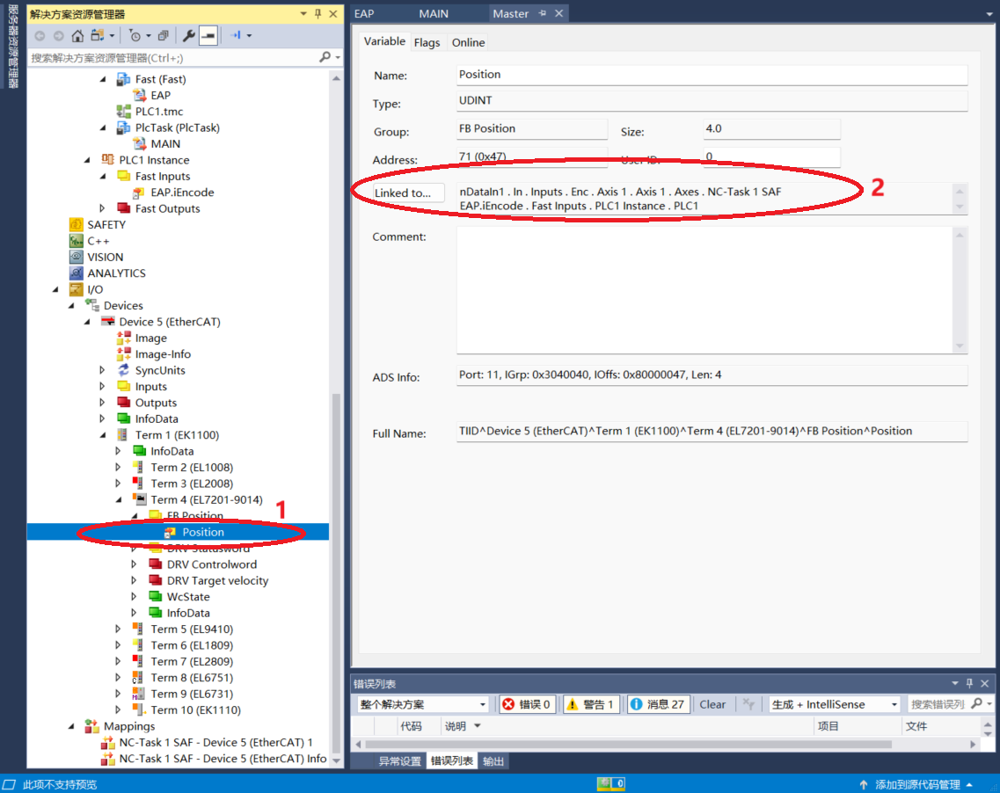 服务器资源管理器
解决方案资源管理器
搜索解决方案资源管理器(Ctrl+;)
Fast (Fast)
EAP
PLC1.tmc
PlcTask (PlcTask)
MAIN
PLC1 Instance
Fast Inputs
EAP.iEncode
Fast Outputs
SAFETY
C++
VISION
ANALYTICS
I/O
Devices
Device 5 (EtherCAT)
Image
Image-Info
SyncUnits
Inputs
Outputs
InfoData
Term 1 (EK1100)
InfoData
Term 2 (EL1008)
Term 3 (EL2008)
Term 4 (EL7201-9014)
1
FB Position
Position
DRV Statusword
DRV Controlword
DRV Target velocity
WcState
InfoData
Term 5 (EL9410)
Term 6 (EL1809)
Term 7 (EL2809)
Term 8 (EL6751)
Term 9 (EL6731)
Term 10 (EK1110)
Mappings
NC-Task 1 SAF - Device 5 (EtherCAT) 1
NC-Task 1 SAF - Device 5 (EtherCAT) Info
EAP MAIN Master
Variable Flags Online
Name: Position
Type: UDINT
Group: FB Position Size: 4.0
Address: 71 (0x47) User ID: 0
Linked to... nDataIn1 . In . Inputs . Enc . Axis 1 . Axis 1 . Axes . NC-Task 1 SAF
2
EAP.iEncode . Fast Inputs . PLC1 Instance . PLC1
Comment:
ADS Info: Port: 11, IGrp: 0x3040040, IOffs: 0x80000047, Len: 4
Full Name: TIID^Device 5 (EtherCAT)^Term 1 (EK1100)^Term 4 (EL7201-9014)^FB Position^Position
错误列表
整个解决方案 错误 0 警告 1 消息 27 Clear 生成 + IntelliSense 搜索错误列
代码 说明 项目 文件
异常设置 错误列表 输出
此项不支持预览 0 添加到源代码管理